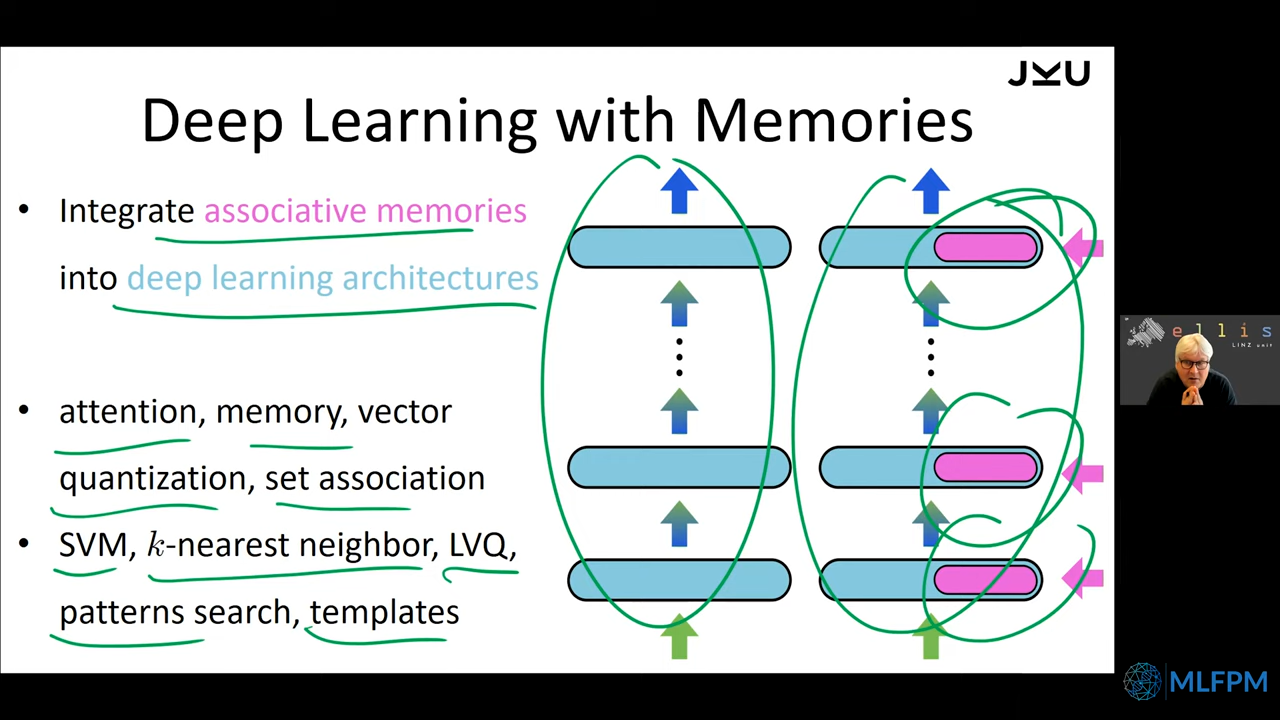 JKU
Deep Learning with Memories
• Integrate associative memories
into deep learning architectures
• attention, memory, vector
quantization, set association
• SVM, k-nearest neighbor, LVQ,
patterns search, templates
ellis
LINZ unit
MLFPM